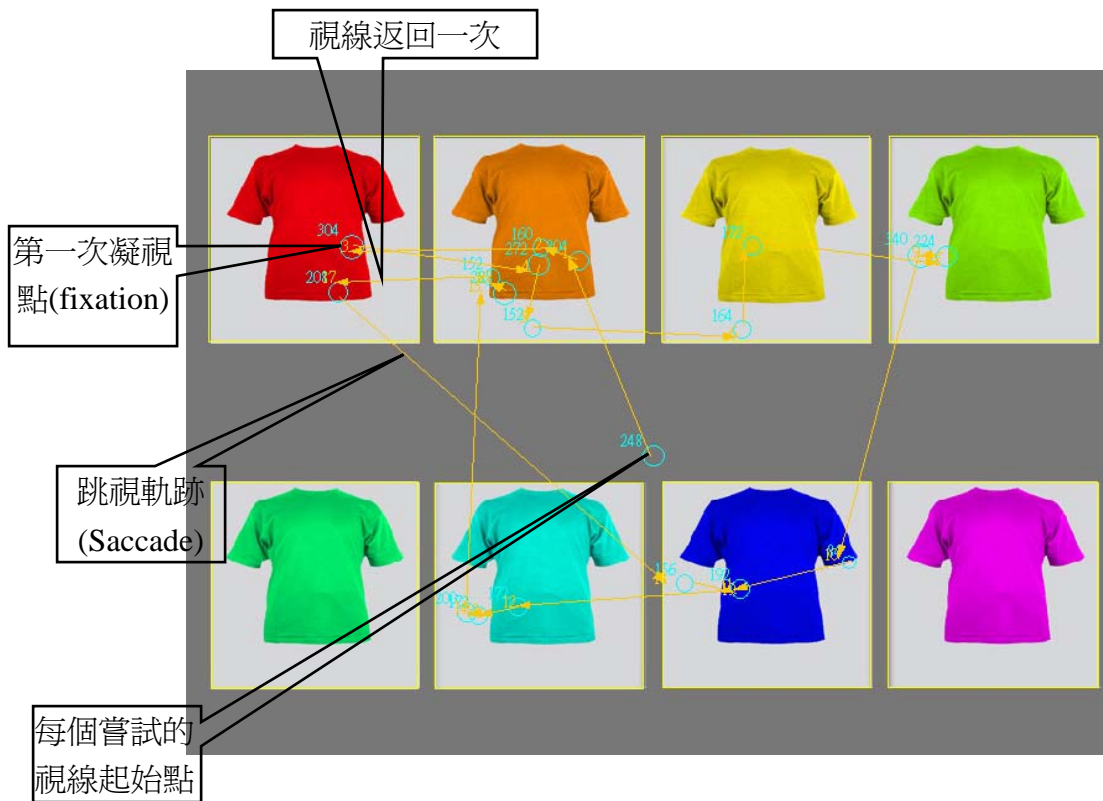 視線返回一次
第一次凝視
點(fixation)
304
208
160
272
304
152
152
172
164
340
224
248
跳視軌跡
(Saccade)
156
192
12
每個嘗試的
視線起始點